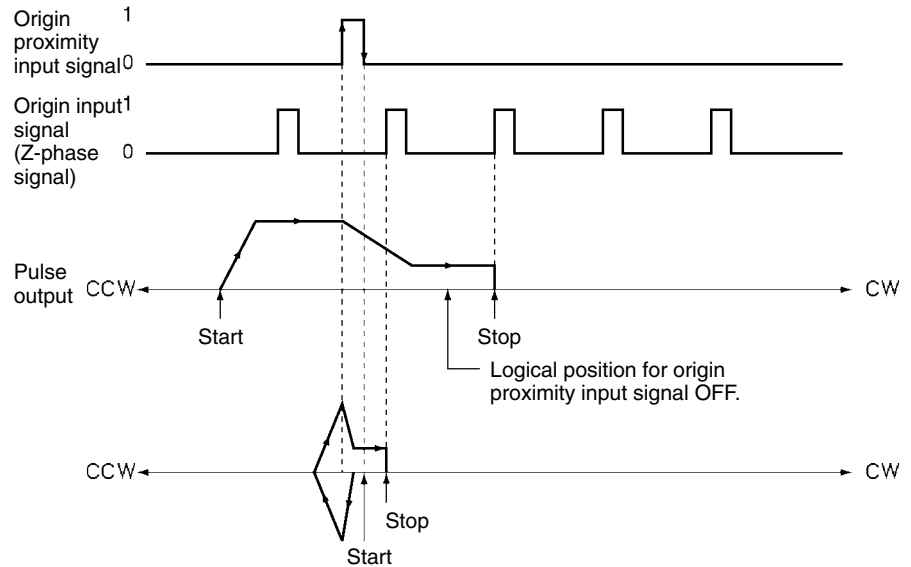 Origin
proximity
input signal
1
0
Origin input
signal
(Z-phase
signal)
1
0
Pulse
output
CCW
CW
Start
Stop
Logical position for origin
proximity input signal OFF.
CCW
CW
Stop
Start